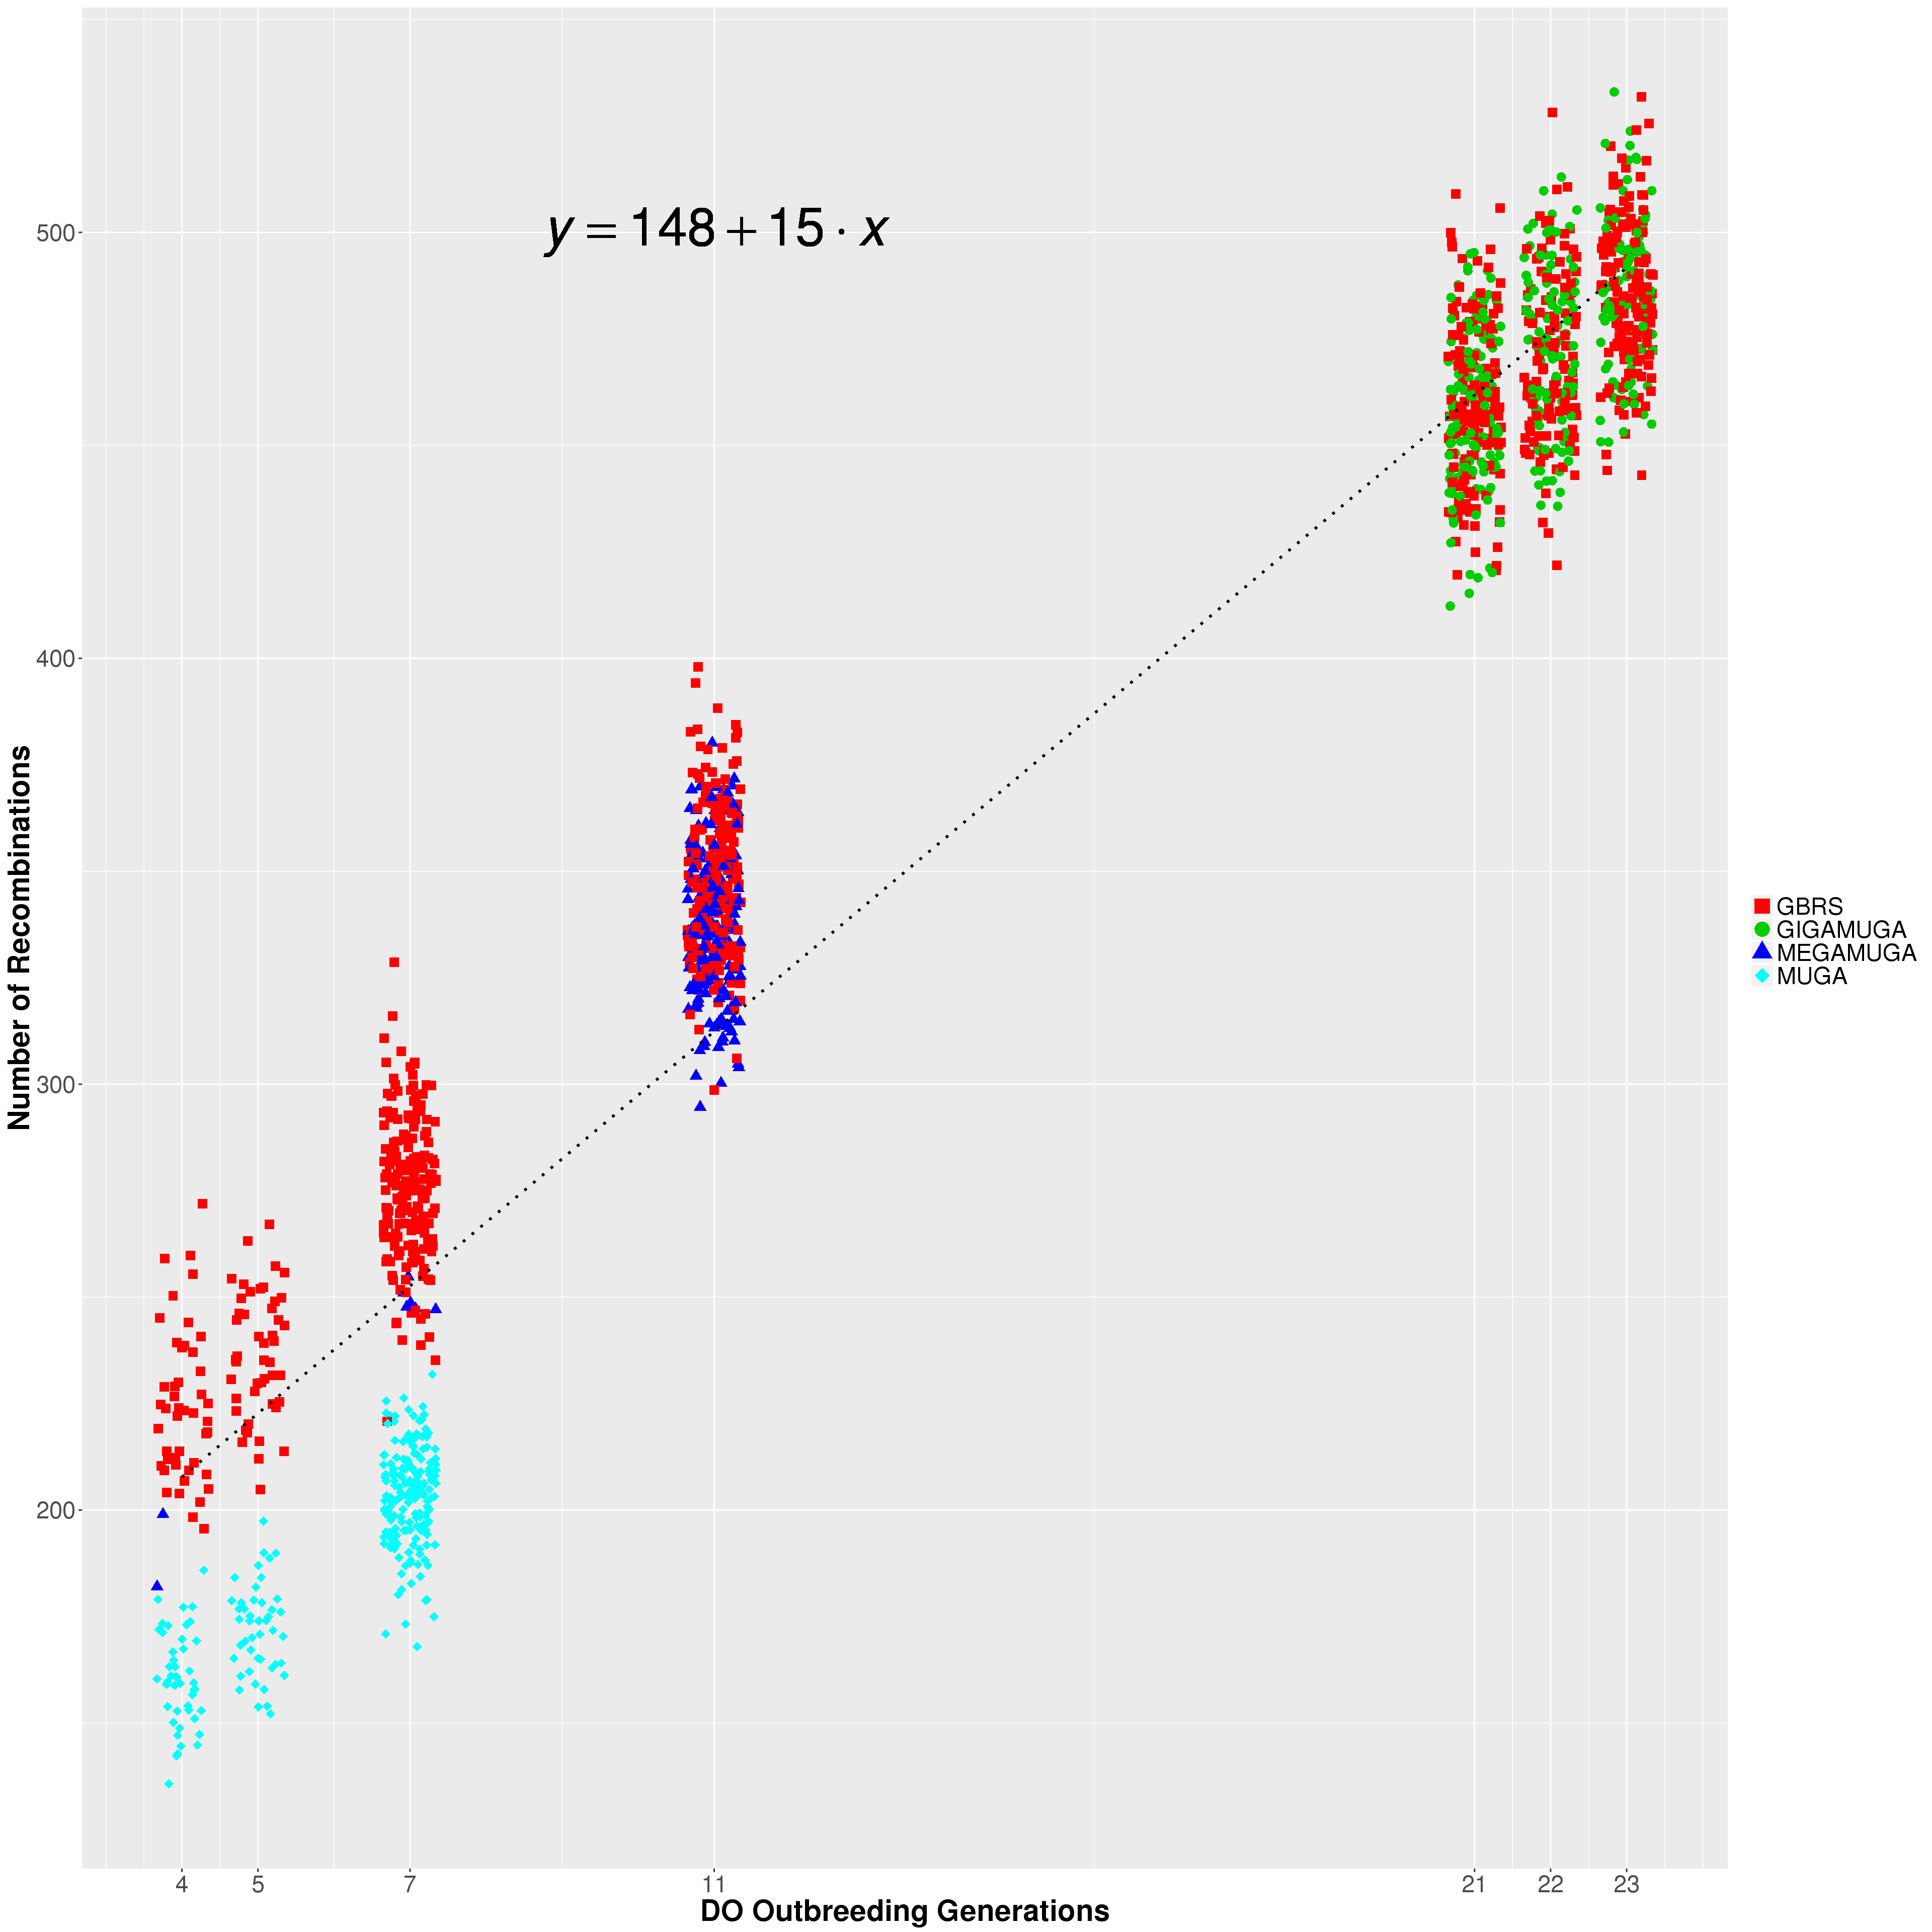 y = 148 + 15 · x
500
400
300
200
Number of Recombinations
4 5 7 11 21 22 23
DO Outbreeding Generations
GBRS
GIGAMUGA
MEGAMUGA
MUGA